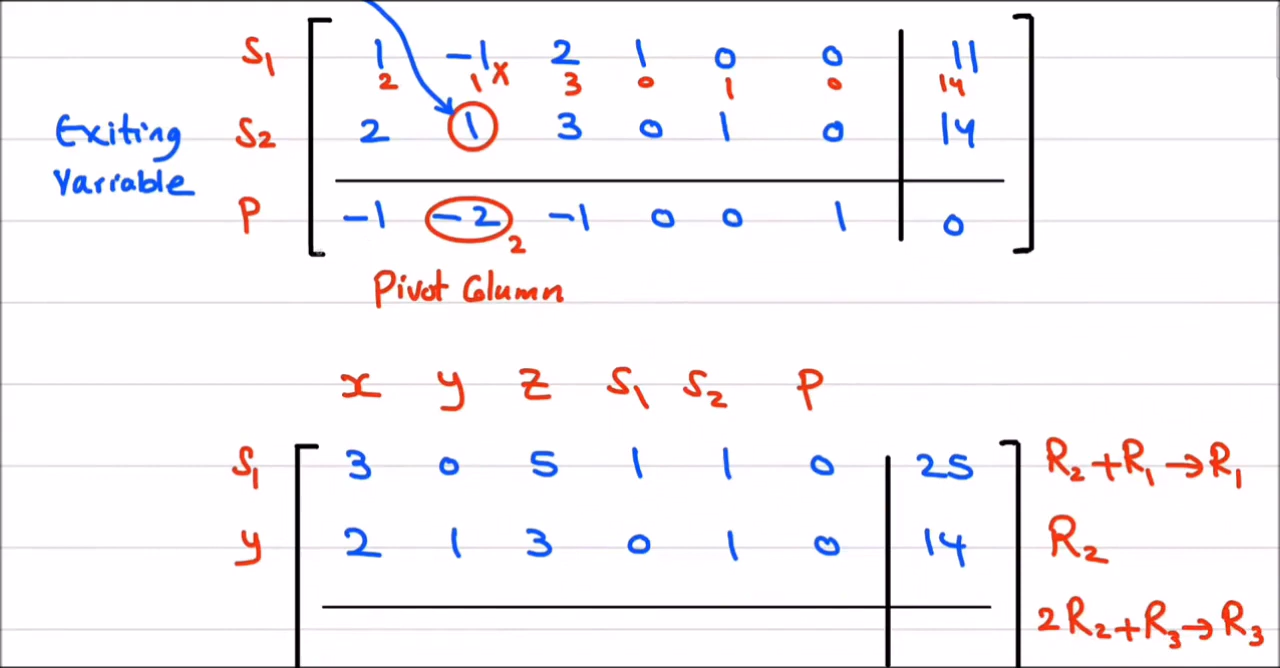 S1 1 -1 2 1 0 0 11
2 1 x 3 0 1 0 14
Exiting Variable S2 2 1 3 0 1 0 14
P -1 -2 -1 0 0 1 0
2
Pivot Column
x y z S1 S2 P
S1 3 0 5 1 1 0 25 R2+R1→R1
y 2 1 3 0 1 0 14 R2
2R2+R3→R3